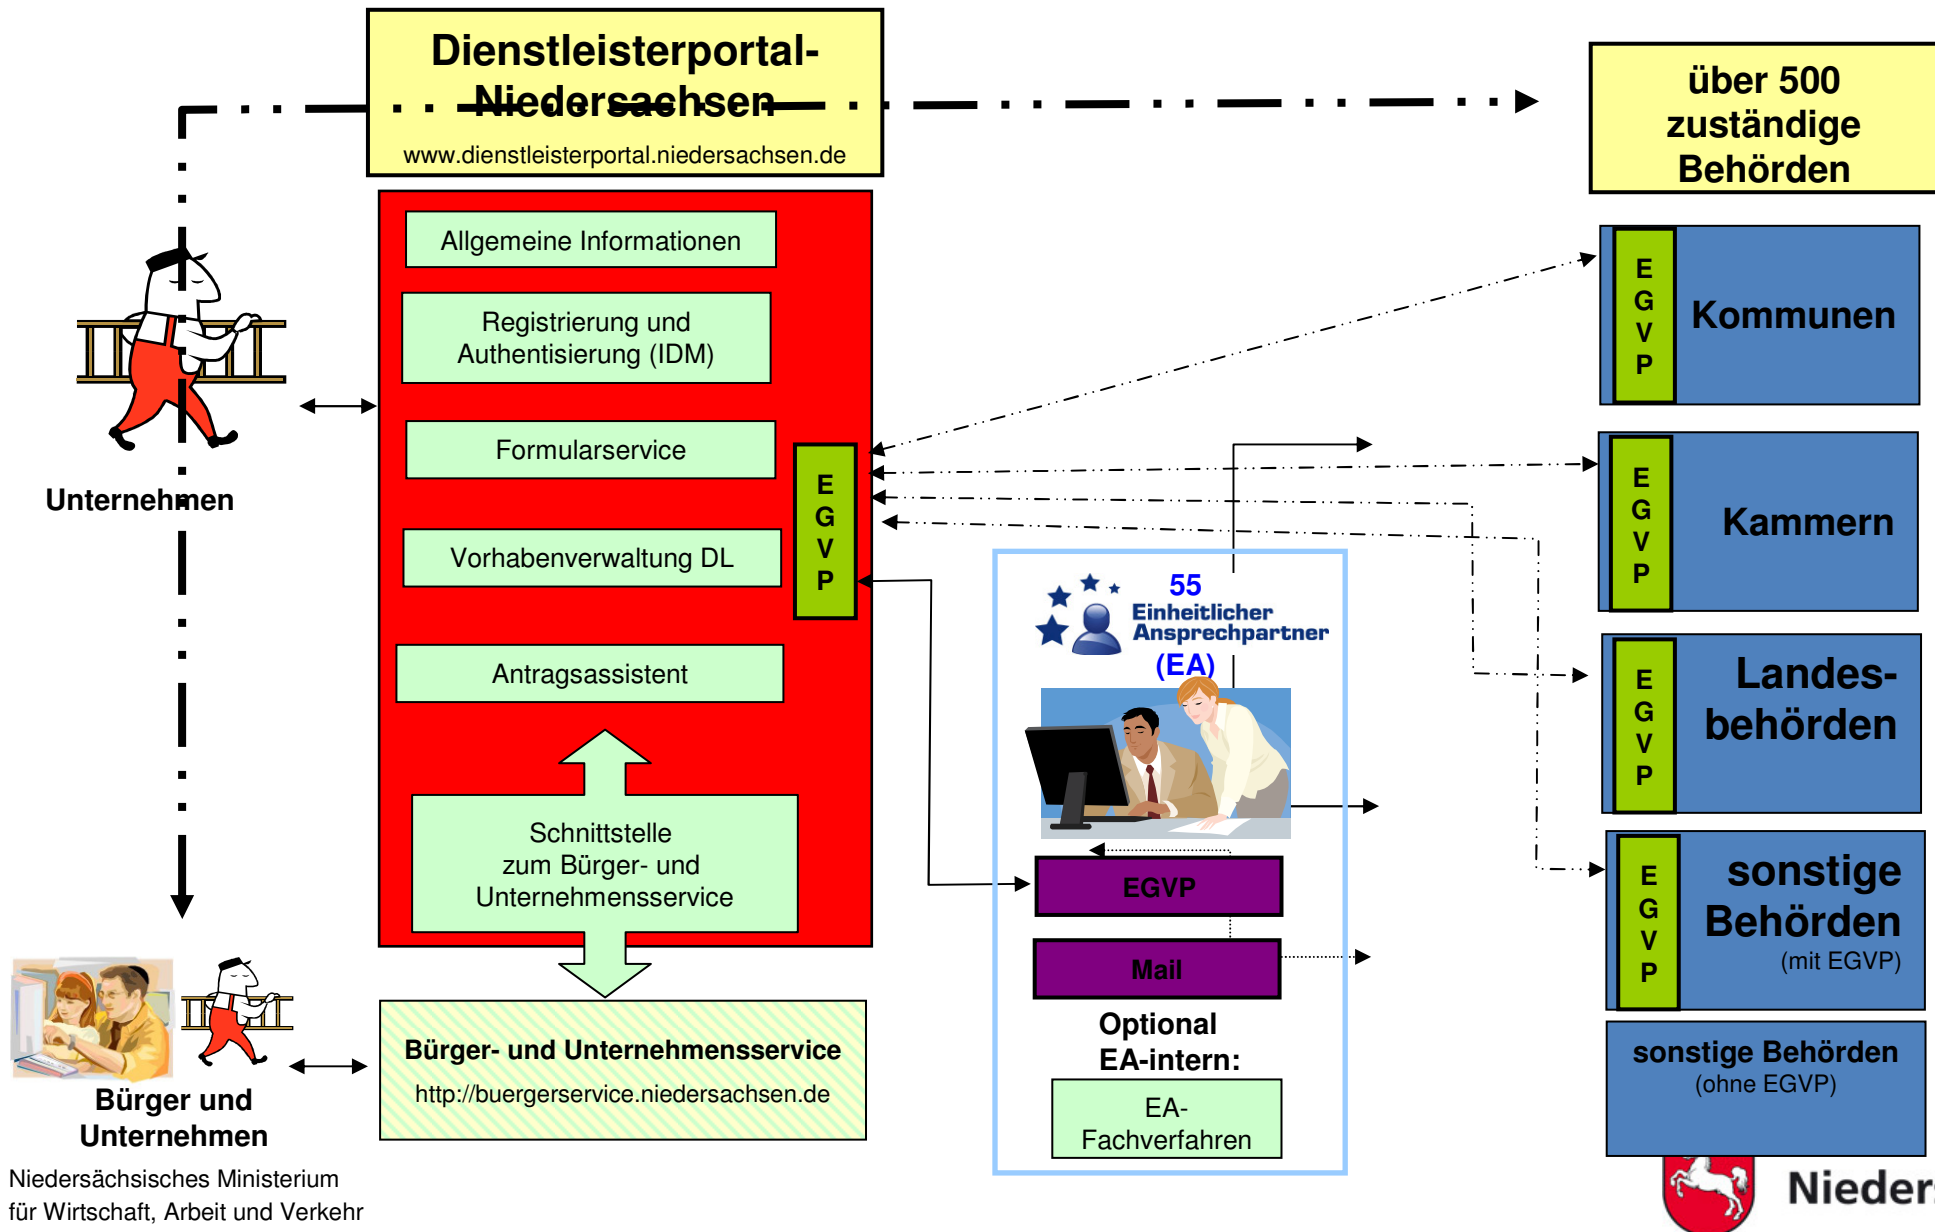 Dienstleisterportal-
Niedersachsen
www.dienstleisterportal.niedersachsen.de
über 500
zuständige
Behörden
Allgemeine Informationen
Registrierung und
Authentisierung (IDM)
Formularservice
Vorhabenverwaltung DL
Antragsassistent
Schnittstelle
zum Bürger- und
Unternehmensservice
E
G
V
P
Unternehmen
Bürger- und Unternehmensservice
http://buergerservice.niedersachsen.de
Bürger und
Unternehmen
55
Einheitlicher
Ansprechpartner
(EA)
EGVP
Mail
Optional
EA-intern:
EA-
Fachverfahren
E
G
V
P
Kommunen
E
G
V
P
Kammern
E
G
V
P
Landes-
behörden
E
G
V
P
sonstige
Behörden
(mit EGVP)
sonstige Behörden
(ohne EGVP)
Niedersächsisches Ministerium
für Wirtschaft, Arbeit und Verkehr
Nieders